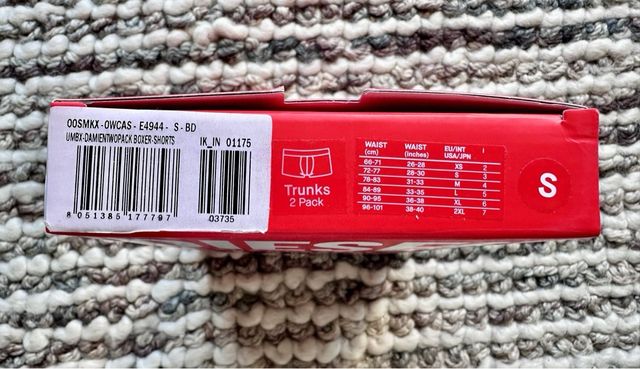 00SMKX-0WCAS - E4944 - S - BD
UMBX-DAMIENTWOPACK BOXER-SHORTS
IK_IN 01175
8 051385 177797
03735
Trunks
2 Pack
WAIST (cm) WAIST (inches) EU/INT USA/JPN I
66-71 26-28 XS 2
72-77 28-30 S 3
78-83 31-33 M 4
84-89 33-35 L 5
90-95 36-38 XL 6
96-101 38-40 2XL 7
S